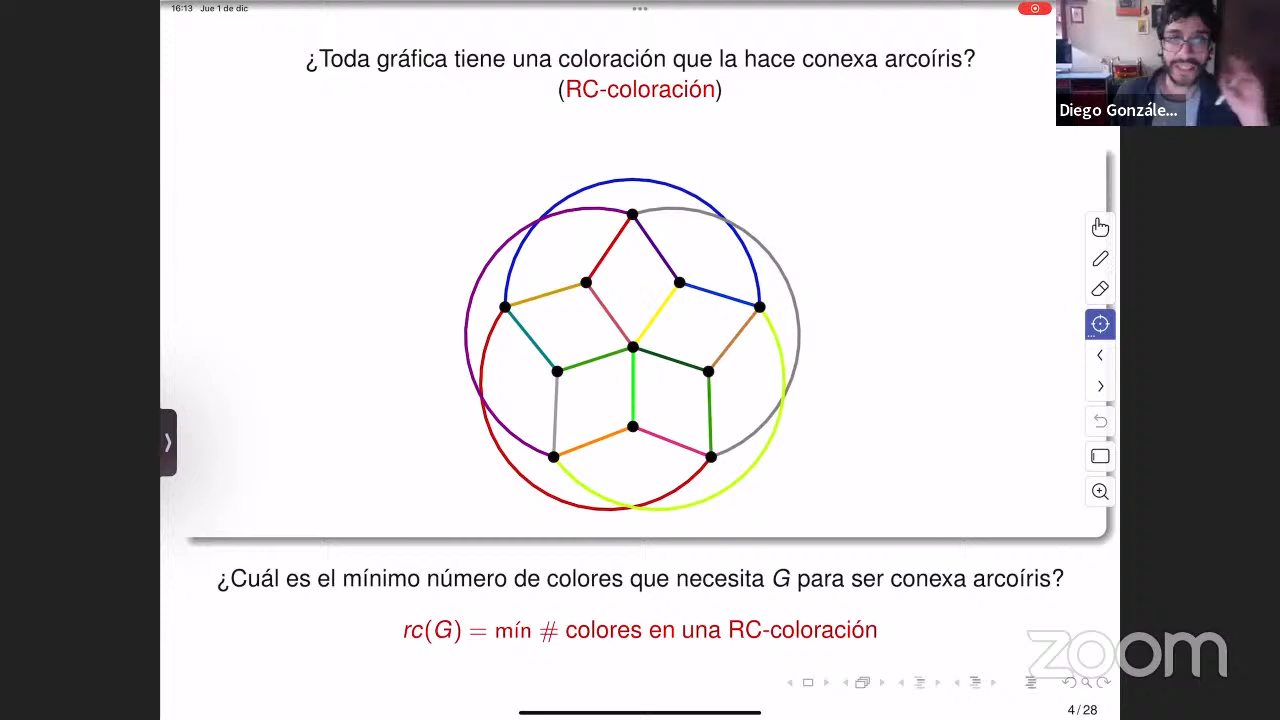 16:13 Jue 1 de dic
¿Toda gráfica tiene una coloración que la hace conexa arcoíris?
(RC-coloración)
Diego Gonzále...
¿Cuál es el mínimo número de colores que necesita G para ser conexa arcoíris?
rc(G) = mín # colores en una RC-coloración
zoom
4/28